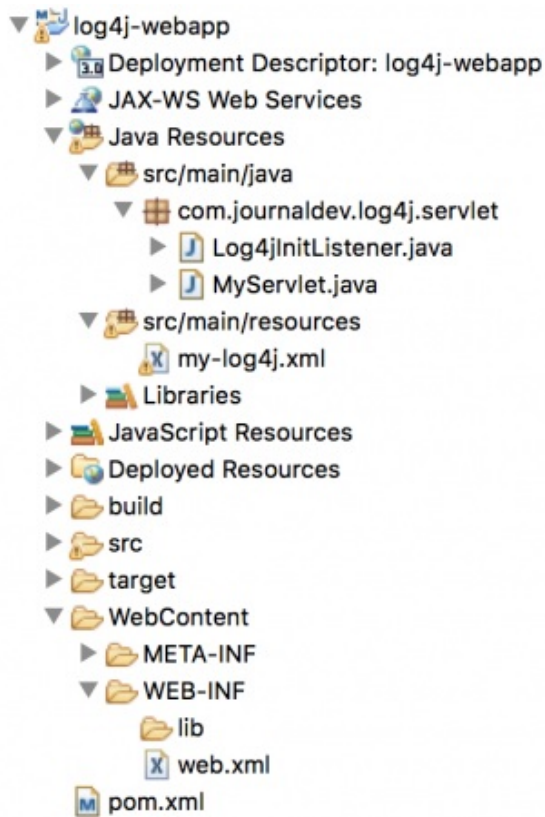 log4j-webapp
Deployment Descriptor: log4j-webapp
JAX-WS Web Services
Java Resources
src/main/java
com.journaldev.log4j.servlet
Log4jInitListener.java
MyServlet.java
src/main/resources
my-log4j.xml
Libraries
JavaScript Resources
Deployed Resources
build
src
target
WebContent
META-INF
WEB-INF
lib
web.xml
pom.xml